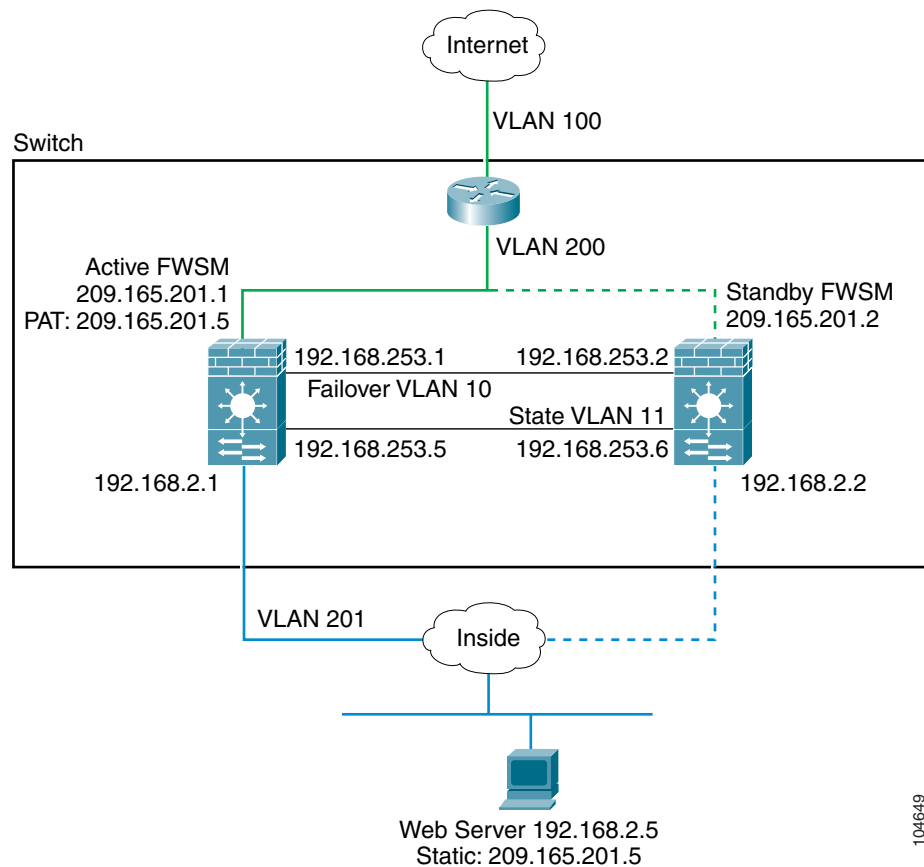 Internet
VLAN 100
Switch
VLAN 200
Active FWSM
209.165.201.1
PAT: 209.165.201.5
Standby FWSM
209.165.201.2
192.168.253.1
192.168.253.2
Failover VLAN 10
State VLAN 11
192.168.253.5
192.168.253.6
192.168.2.1
192.168.2.2
VLAN 201
Inside
Web Server 192.168.2.5
Static: 209.165.201.5
104649